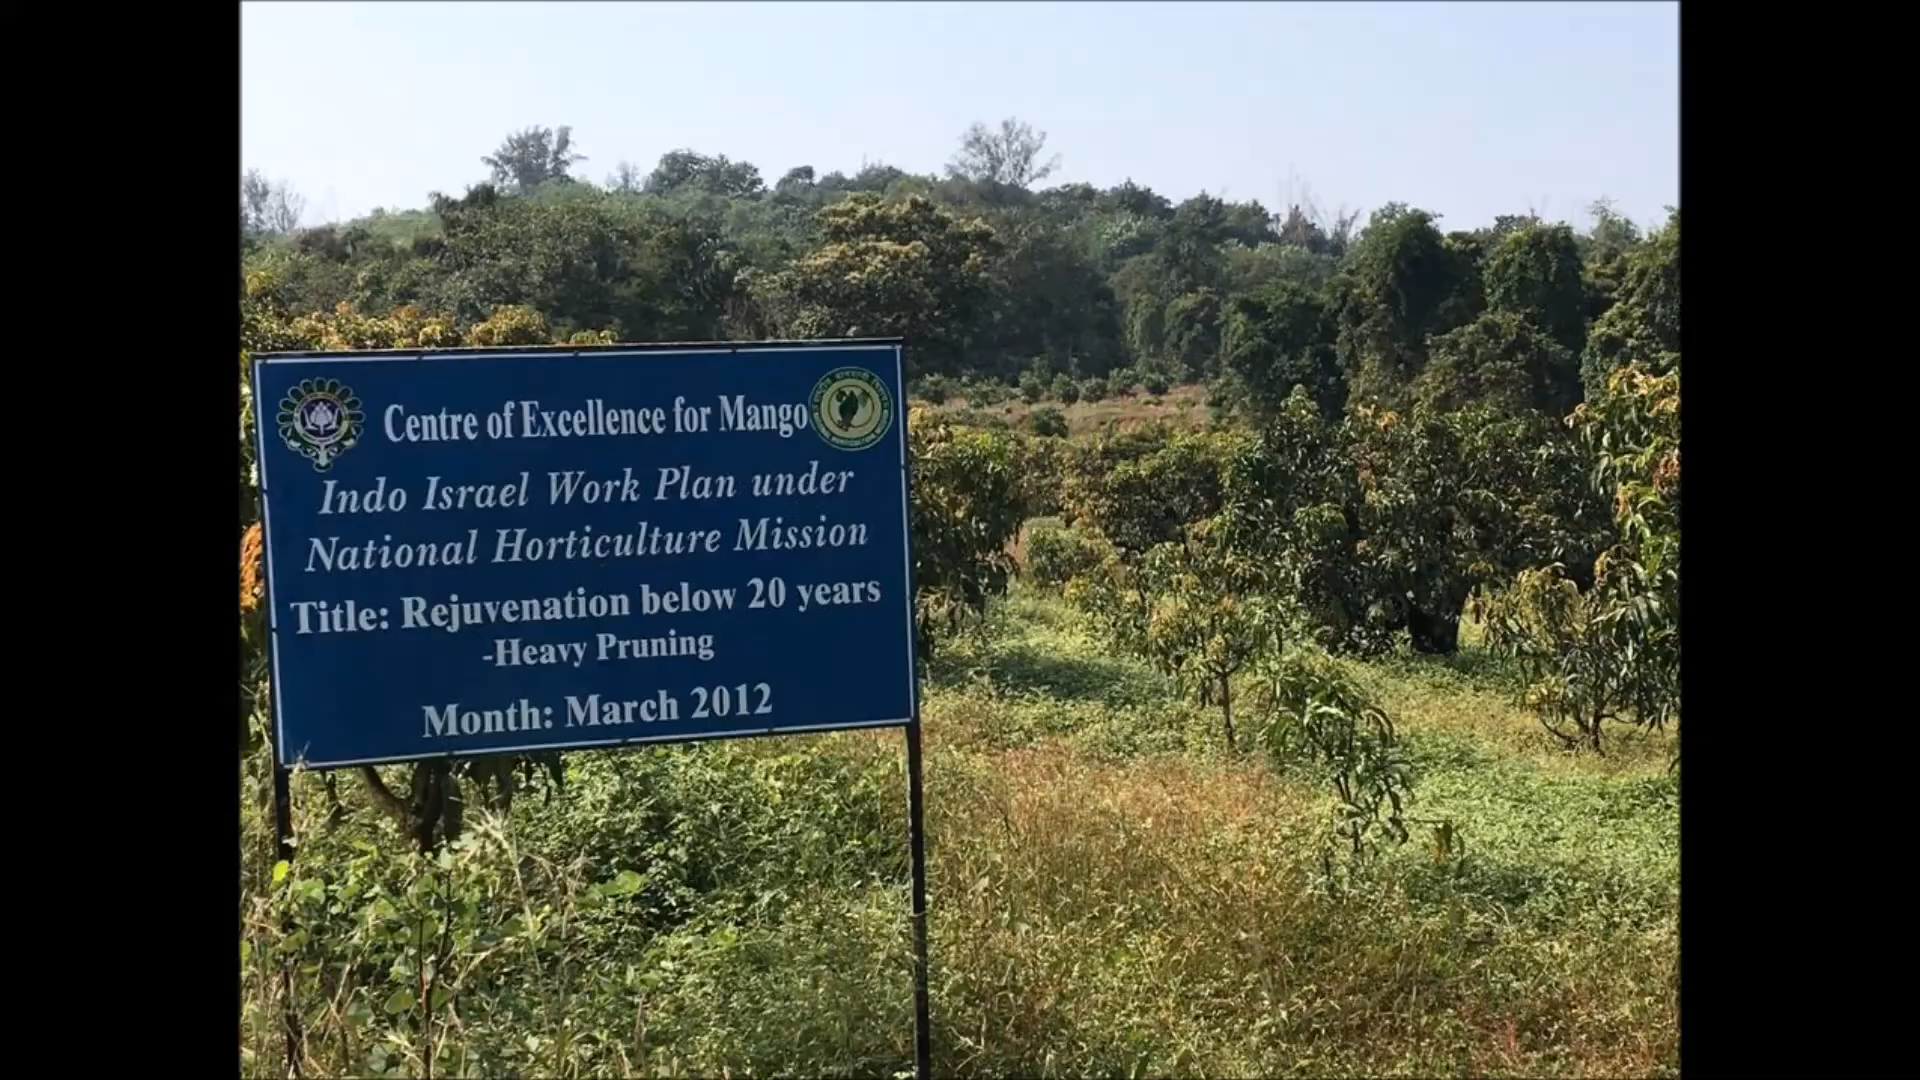 Centre of Excellence for Mango
Indo Israel Work Plan under
National Horticulture Mission
Title: Rejuvenation below 20 years
-Heavy Pruning
Month: March 2012